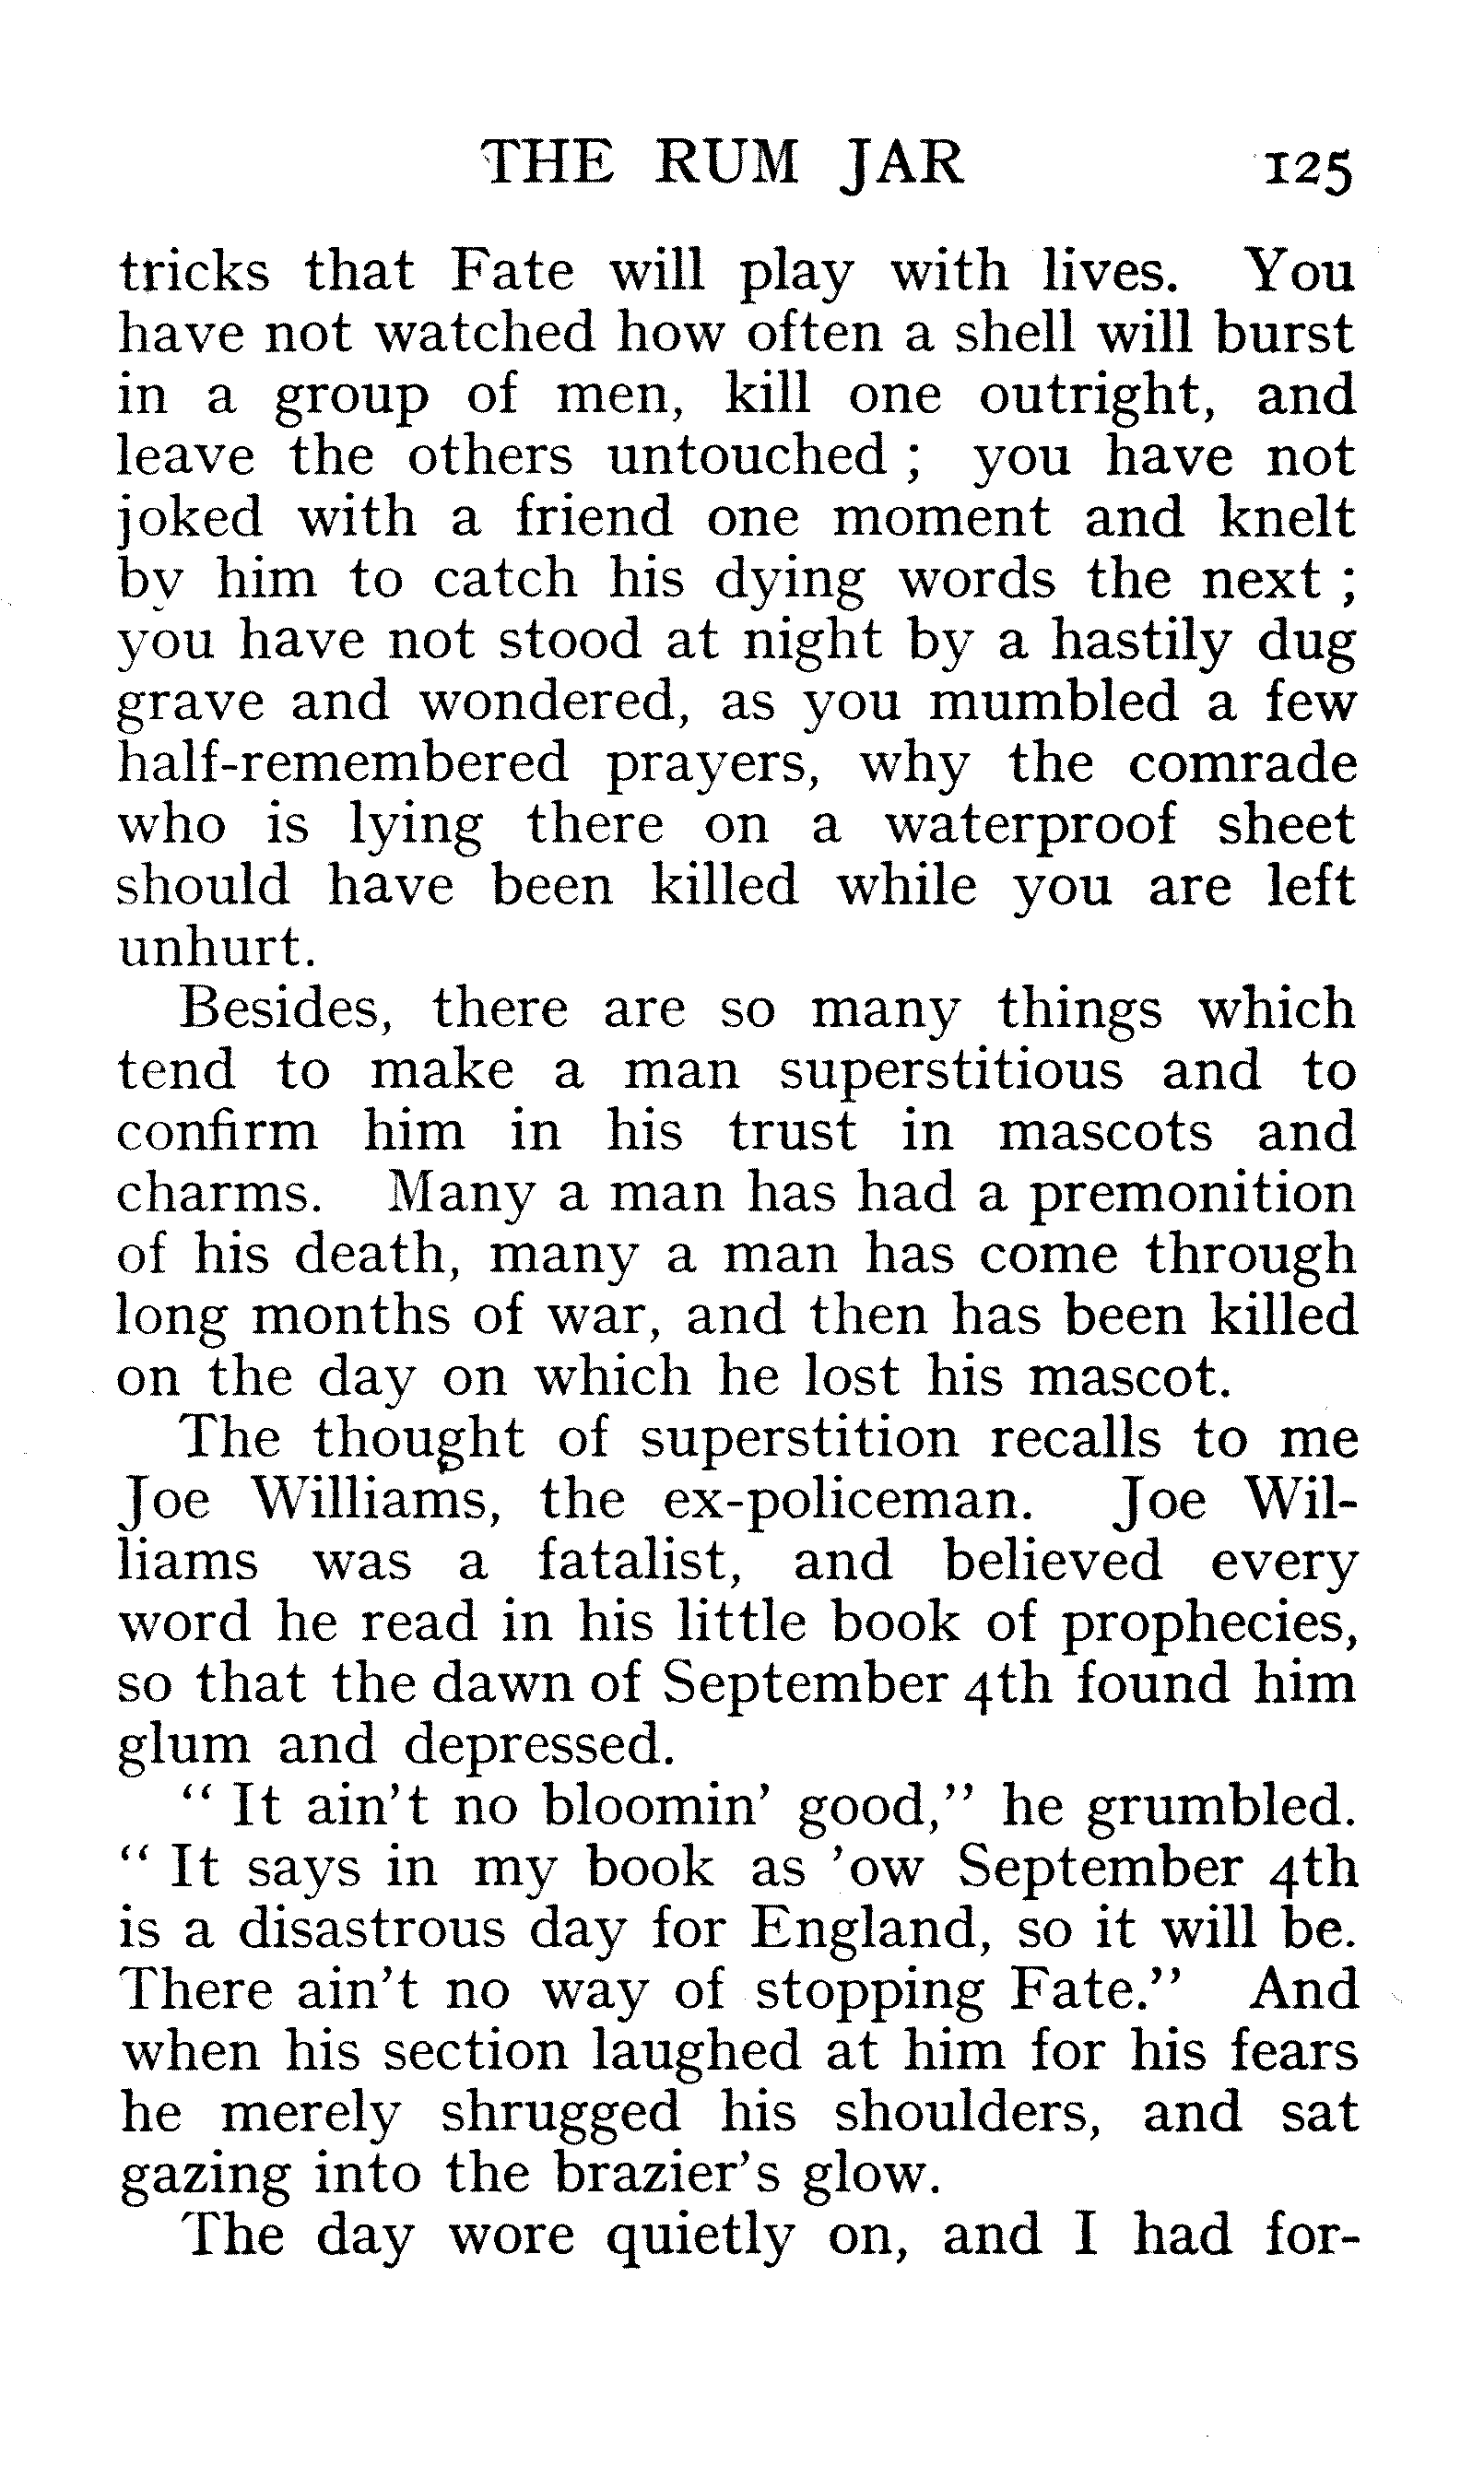 THE RUM JAR 125
tricks that Fate will play with lives. You
have not watched how often a shell will burst
in a group of men, kill one outright, and
leave the others untouched ; you have not
joked with a friend one moment and knelt
by him to catch his dying words the next ;
you have not stood at night by a hastily dug
grave and wondered, as you mumbled a few
half-remembered prayers, why the comrade
who is lying there on a waterproof sheet
should have been killed while you are left
unhurt.
Besides, there are so many things which
tend to make a man superstitious and to
confirm him in his trust in mascots and
charms. Many a man has had a premonition
of his death, many a man has come through
long months of war, and then has been killed
on the day on which he lost his mascot.
The thought of superstition recalls to me
Joe Williams, the ex-policeman. Joe Wil-
liams was a fatalist, and believed every
word he read in his little book of prophecies,
so that the dawn of September 4th found him
glum and depressed.
“ It ain’t no bloomin’ good,” he grumbled.
“ It says in my book as ’ow September 4th
is a disastrous day for England, so it will be.
There ain’t no way of stopping Fate.” And
when his section laughed at him for his fears
he merely shrugged his shoulders, and sat
gazing into the brazier’s glow.
The day wore quietly on, and I had for-